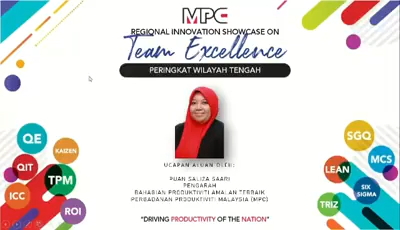 MPC
REGIONAL INNOVATION SHOWCASE ON
Team Excellence
PERINGKAT WILAYAH TENGAH
UCAPAN ALUAN OLEH:
PUAN SALIZA SAARI
PENGARAH
BAHAGIAN PRODUKTIVITI AMALAN TERBAIK
PERBADANAN PRODUKTIVITI MALAYSIA (MPC)
"DRIVING PRODUCTIVITY OF THE NATION"
QE
KAIZEN
QIT
TPM
ICC
ROI
SGQ
MCS
LEAN
SIX
SIGMA
TRIZ